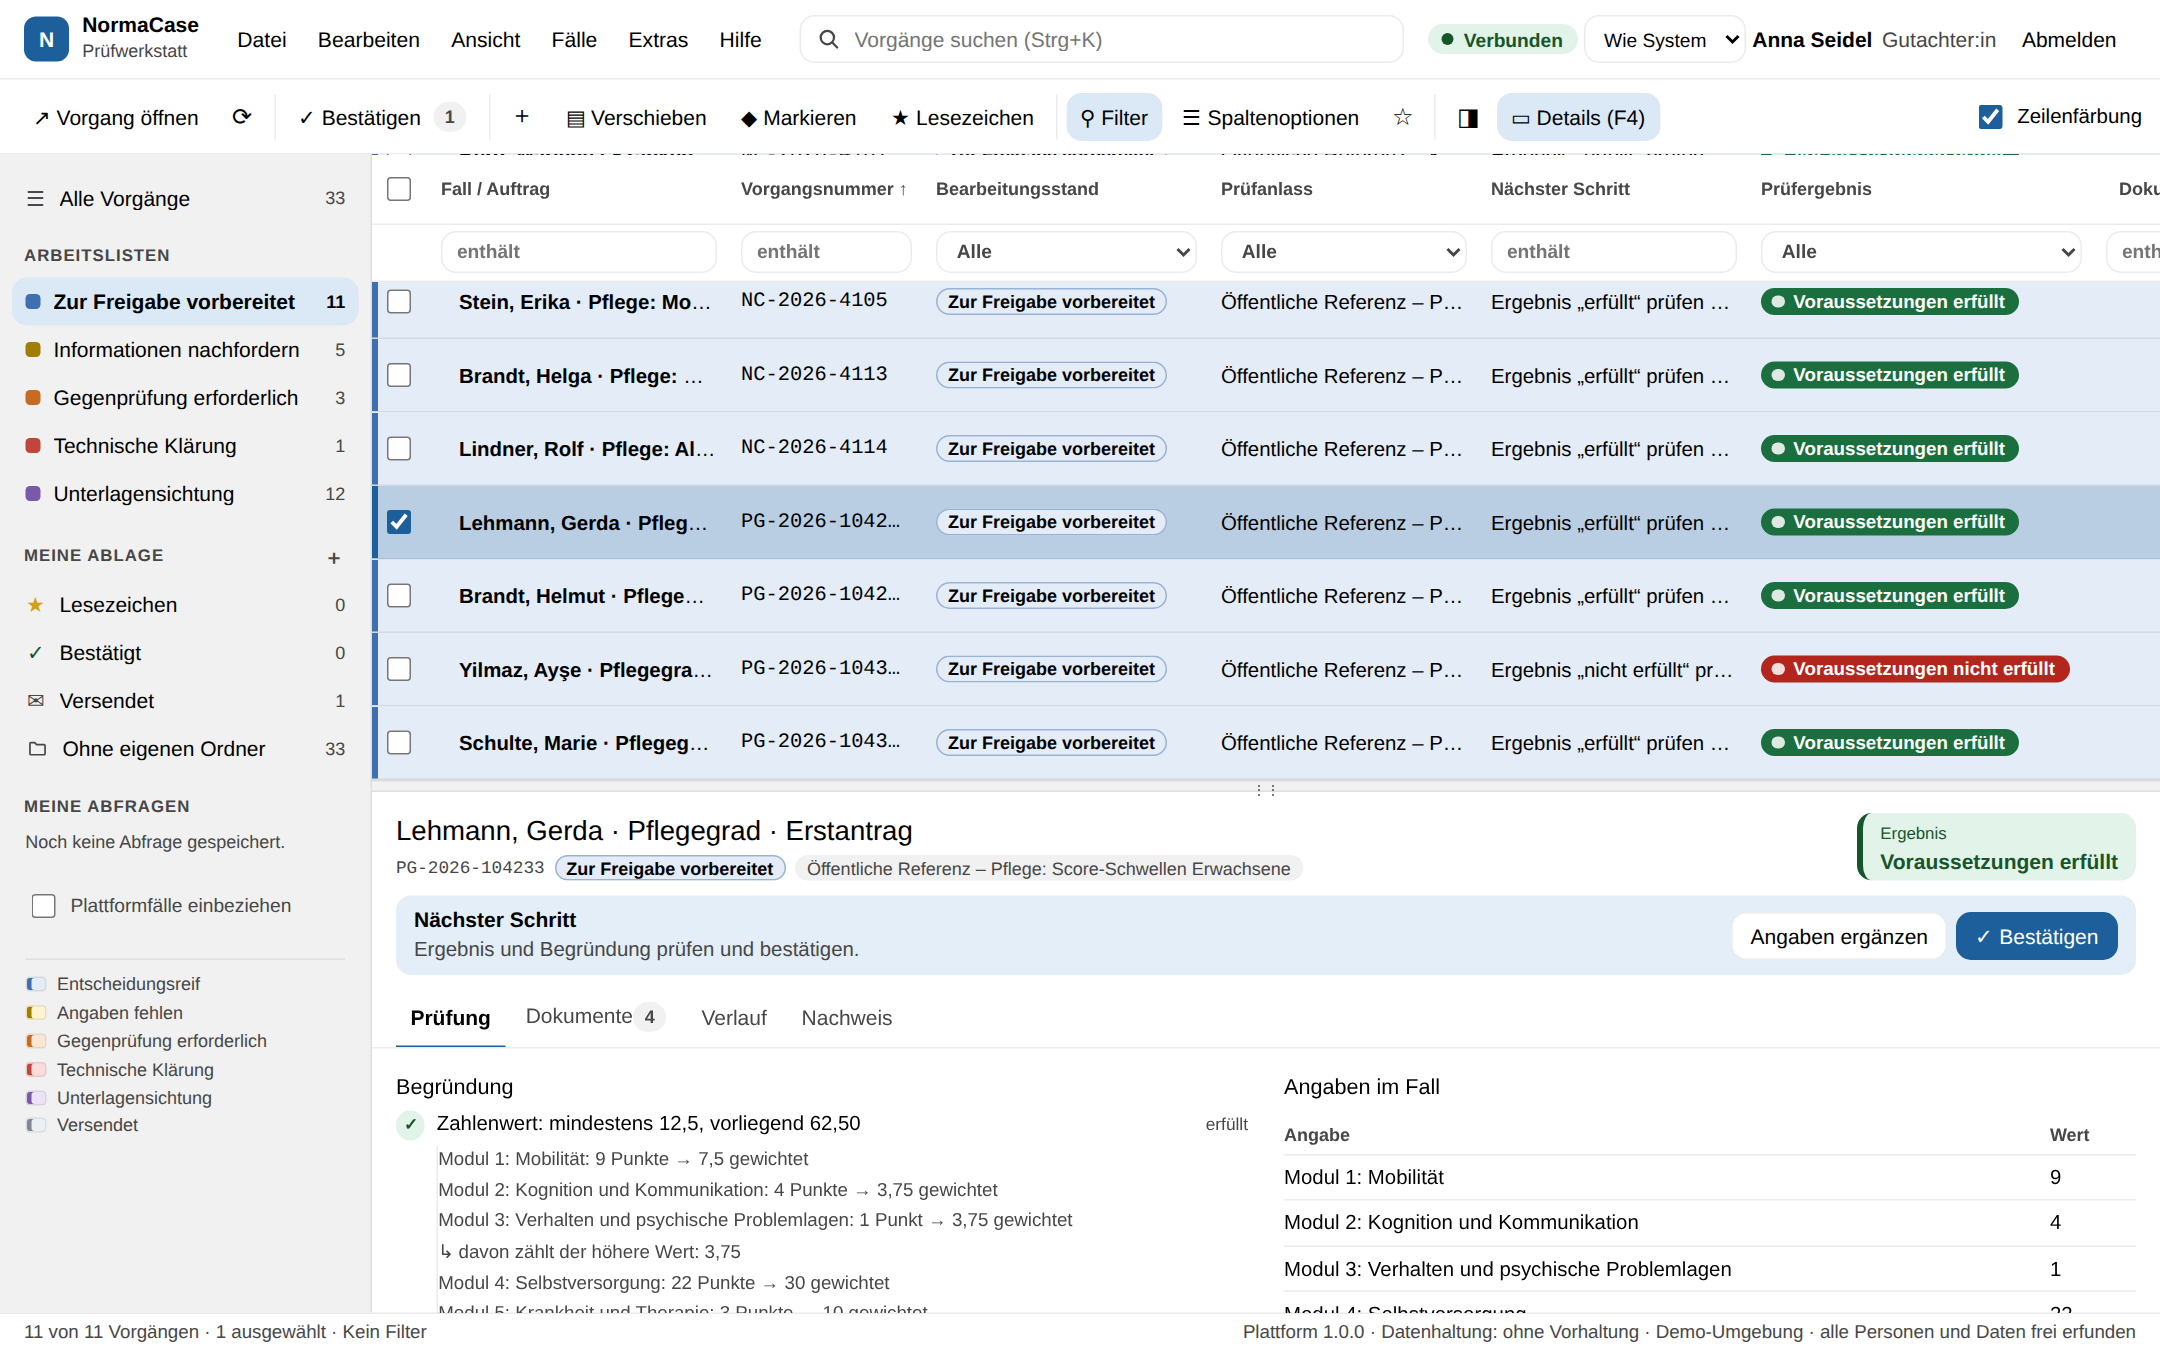 N
NormaCase
Prüfwerkstatt
Datei Bearbeiten Ansicht Fälle Extras Hilfe
Vorgänge suchen (Strg+K)
Verbunden
Wie System
Anna Seidel Gutachter:in Abmelden
↗ Vorgang öffnen ⟳ ✓ Bestätigen 1 + ▤ Verschieben ◆ Markieren ★ Lesezeichen ⚲ Filter ☰ Spaltenoptionen ☆ ◨ ▭ Details (F4) Zeilenfärbung
☰ Alle Vorgänge 33
ARBEITSLISTEN
Zur Freigabe vorbereitet 11
Informationen nachfordern 5
Gegenprüfung erforderlich 3
Technische Klärung 1
Unterlagensichtung 12
MEINE ABLAGE +
★ Lesezeichen 0
✓ Bestätigt 0
✉ Versendet 1
Ohne eigenen Ordner 33
MEINE ABFRAGEN
Noch keine Abfrage gespeichert.
Plattformfälle einbeziehen
Entscheidungsreif
Angaben fehlen
Gegenprüfung erforderlich
Technische Klärung
Unterlagensichtung
Versendet
Fall / Auftrag Vorgangsnummer ↑ Bearbeitungsstand Prüfanlass Nächster Schritt Prüfergebnis Doku
enthält enthält Alle Alle enthält Alle enth
Stein, Erika · Pflege: Mo… NC-2026-4105 Zur Freigabe vorbereitet Öffentliche Referenz – P… Ergebnis „erfüllt“ prüfen … Voraussetzungen erfüllt
Brandt, Helga · Pflege: … NC-2026-4113 Zur Freigabe vorbereitet Öffentliche Referenz – P… Ergebnis „erfüllt“ prüfen … Voraussetzungen erfüllt
Lindner, Rolf · Pflege: Al… NC-2026-4114 Zur Freigabe vorbereitet Öffentliche Referenz – P… Ergebnis „erfüllt“ prüfen … Voraussetzungen erfüllt
Lehmann, Gerda · Pfleg… PG-2026-1042… Zur Freigabe vorbereitet Öffentliche Referenz – P… Ergebnis „erfüllt“ prüfen … Voraussetzungen erfüllt
Brandt, Helmut · Pflege… PG-2026-1042… Zur Freigabe vorbereitet Öffentliche Referenz – P… Ergebnis „erfüllt“ prüfen … Voraussetzungen erfüllt
Yilmaz, Ayşe · Pflegegra… PG-2026-1043… Zur Freigabe vorbereitet Öffentliche Referenz – P… Ergebnis „nicht erfüllt“ pr… Voraussetzungen nicht erfüllt
Schulte, Marie · Pflegeg… PG-2026-1043… Zur Freigabe vorbereitet Öffentliche Referenz – P… Ergebnis „erfüllt“ prüfen … Voraussetzungen erfüllt
Lehmann, Gerda · Pflegegrad · Erstantrag
PG-2026-104233 Zur Freigabe vorbereitet Öffentliche Referenz – Pflege: Score-Schwellen Erwachsene
Ergebnis
Voraussetzungen erfüllt
Nächster Schritt
Ergebnis und Begründung prüfen und bestätigen.
Angaben ergänzen ✓ Bestätigen
Prüfung Dokumente 4 Verlauf Nachweis
Begründung
✓ Zahlenwert: mindestens 12,5, vorliegend 62,50 erfüllt
Modul 1: Mobilität: 9 Punkte → 7,5 gewichtet
Modul 2: Kognition und Kommunikation: 4 Punkte → 3,75 gewichtet
Modul 3: Verhalten und psychische Problemlagen: 1 Punkt → 3,75 gewichtet
↳ davon zählt der höhere Wert: 3,75
Modul 4: Selbstversorgung: 22 Punkte → 30 gewichtet
Modul 5: Krankheit und Therapie: 3 Punkte → 10 gewichtet
Angaben im Fall
Angabe Wert
Modul 1: Mobilität 9
Modul 2: Kognition und Kommunikation 4
Modul 3: Verhalten und psychische Problemlagen 1
Modul 4: Selbstversorgung 22
11 von 11 Vorgängen · 1 ausgewählt · Kein Filter
Plattform 1.0.0 · Datenhaltung: ohne Vorhaltung · Demo-Umgebung · alle Personen und Daten frei erfunden